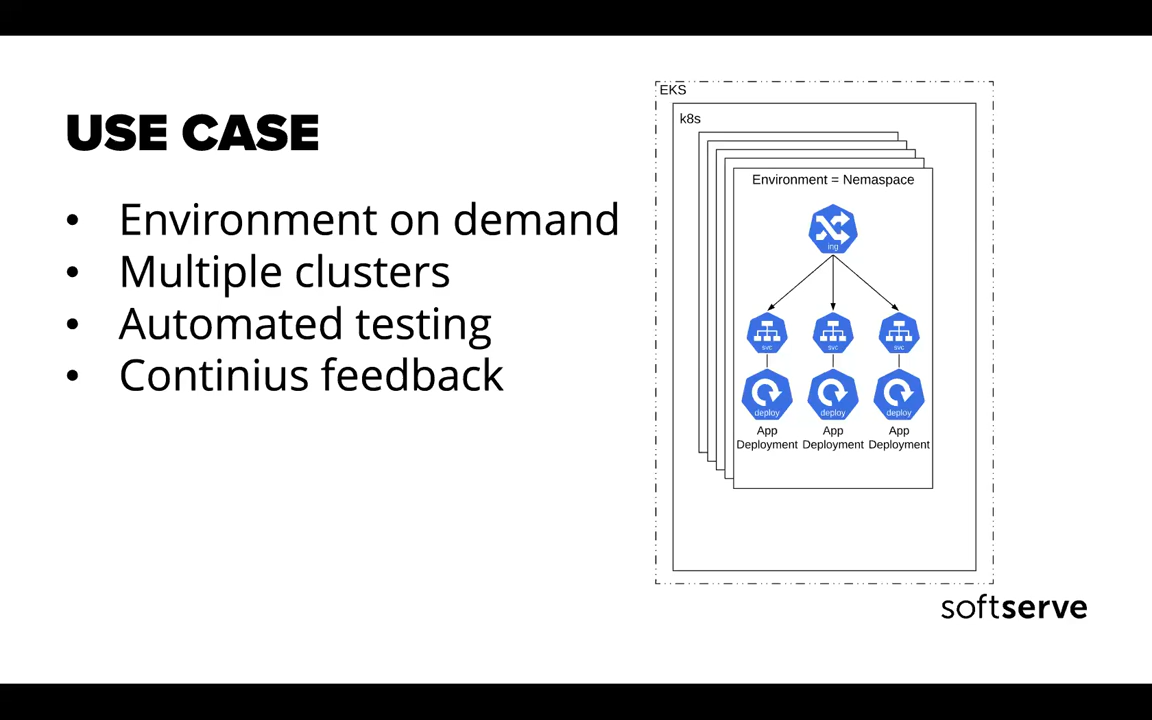 USE CASE
• Environment on demand
• Multiple clusters
• Automated testing
• Continius feedback
EKS
k8s
Environment = Nemaspace
ing
svc svc svc
deploy deploy deploy
App App App
Deployment Deployment Deployment
softserve